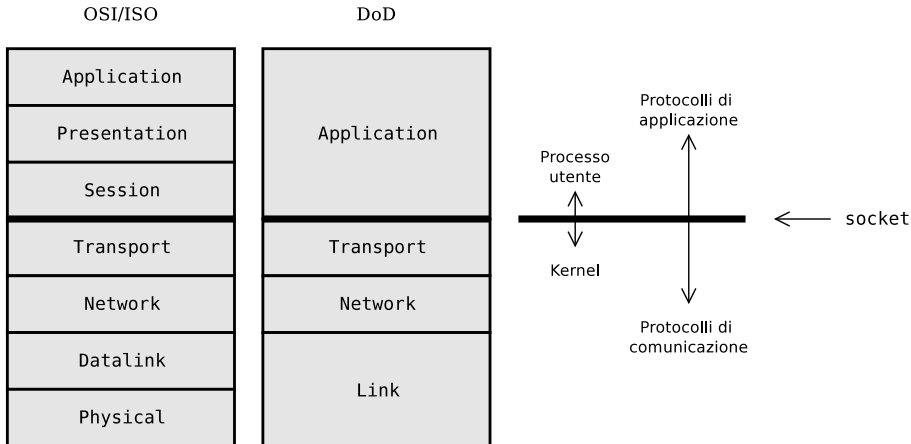 OSI/ISO
DoD
Application
Presentation
Session
Transport
Network
Datalink
Physical
Application
Transport
Network
Link
Protocolli di
applicazione
Processo
utente
socket
Kernel
Protocolli di
comunicazione